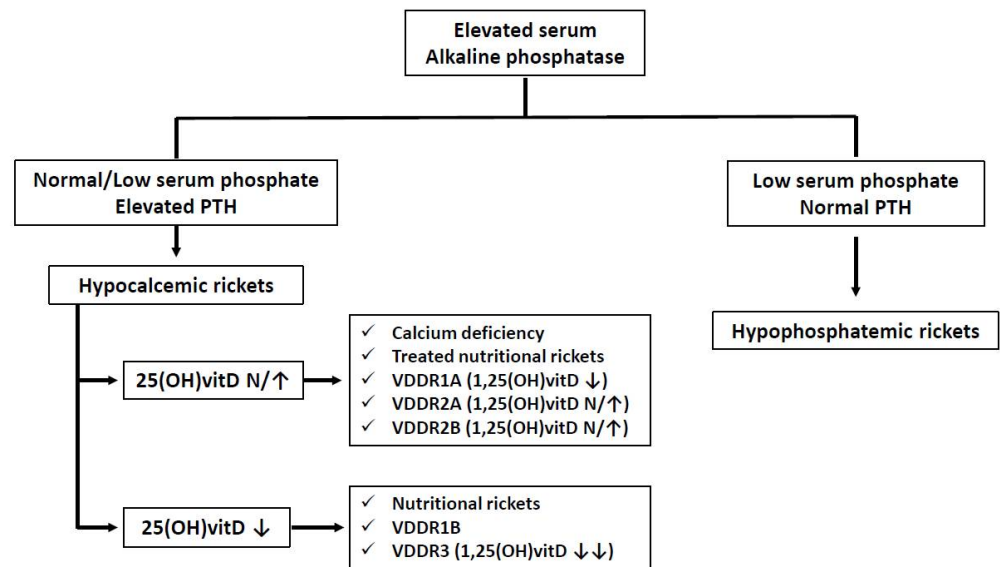 Elevated serum
Alkaline phosphatase
Normal/Low serum phosphate
Elevated PTH
Low serum phosphate
Normal PTH
Hypocalcemic rickets
Hypophosphatemic rickets
25(OH)vitD N/↑
✓ Calcium deficiency
✓ Treated nutritional rickets
✓ VDDR1A (1,25(OH)vitD ↓)
✓ VDDR2A (1,25(OH)vitD N/↑)
✓ VDDR2B (1,25(OH)vitD N/↑)
25(OH)vitD ↓
✓ Nutritional rickets
✓ VDDR1B
✓ VDDR3 (1,25(OH)vitD ↓↓)